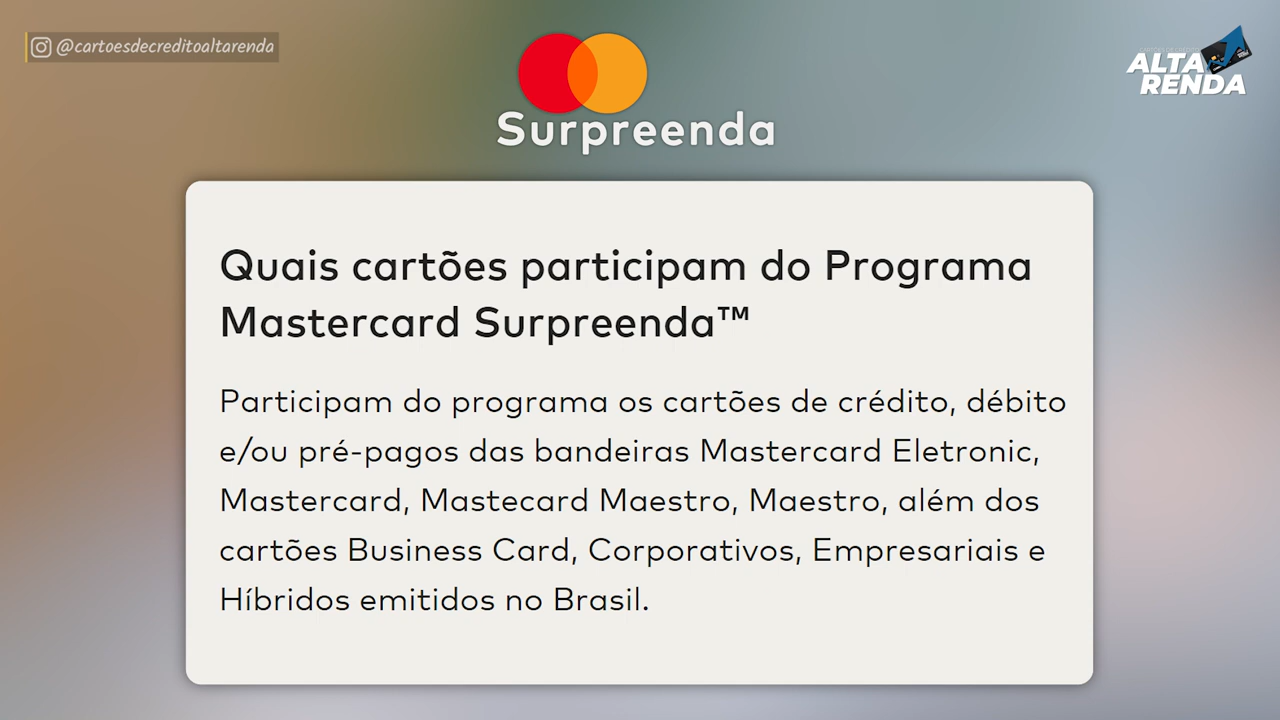 @cartoesdecreditoaltarenda
ALTA
RENDA
Surpreenda
Quais cartões participam do Programa
Mastercard Surpreenda™
Participam do programa os cartões de crédito, débito
e/ou pré-pagos das bandeiras Mastercard Eletronic,
Mastercard, Mastecard Maestro, Maestro, além dos
cartões Business Card, Corporativos, Empresariais e
Híbridos emitidos no Brasil.